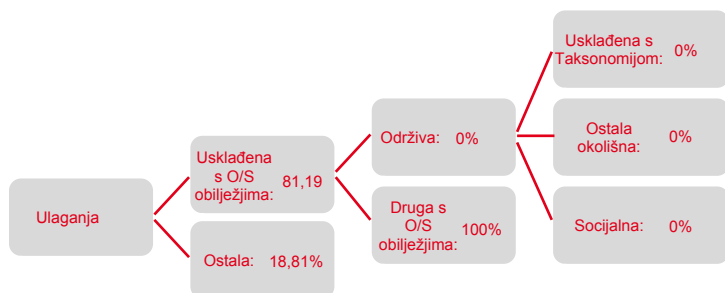 Ulaganja
Usklađena
s O/S
obilježjima: 81,19
Ostala: 18,81%
Održiva: 0%
Druga s
O/S
obilježjima: 100%
Usklađena s
Taksonomijom: 0%
Ostala
okolišna: 0%
Socijalna: 0%